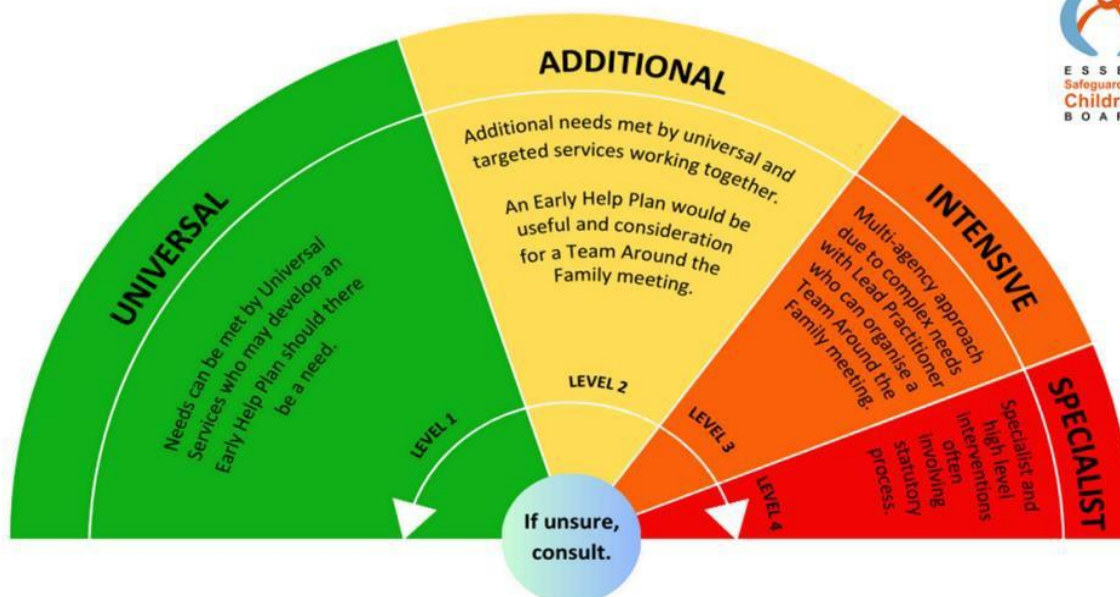 UNIVERSAL
Needs can be met by Universal
Services who may develop an
Early Help Plan should there
be a need.
LEVEL 1
ADDITIONAL
Additional needs met by universal and
targeted services working together.
An Early Help Plan would be
useful and consideration
for a Team Around the
Family meeting.
LEVEL 2
INTENSIVE
Multi-agency approach
due to complex needs
with Lead Practitioner
who can organise a
Team Around the
Family meeting.
LEVEL 3
SPECIALIST
Specialist and
high level
interventions
often
involving
statutory
process.
LEVEL 4
If unsure,
consult.